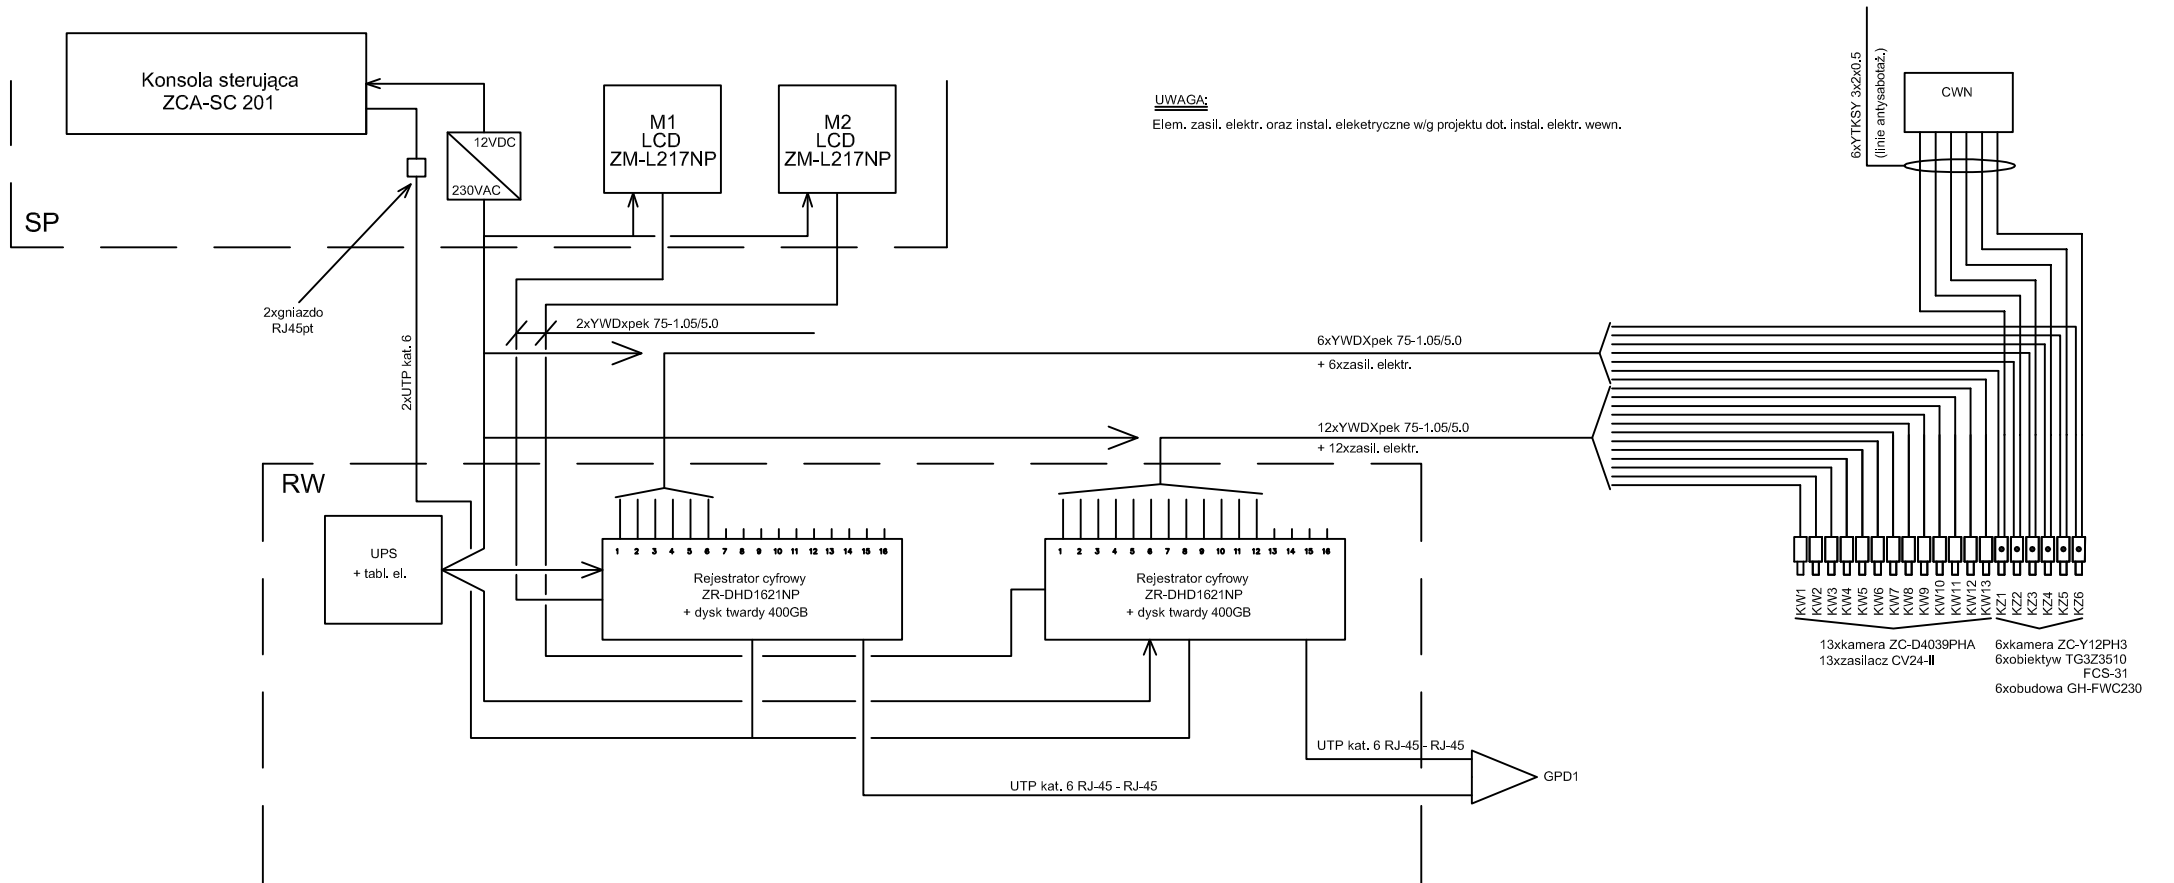 Konsola sterująca
ZCA-SC 201
12VDC
230VAC
M1
LCD
ZM-L217NP
M2
LCD
ZM-L217NP
UWAGA:
Elem. zasil. elektr. oraz instal. eleketryczne w/g projektu dot. instal. elektr. wewn.
6xYTKSY 3x2x0.5
(linie antysabotaż.)
CWN
SP
2xgniazdo
RJ45pt
2xUTP kat. 6
2xYWDxpek 75-1.05/5.0
6xYWDXpek 75-1.05/5.0
+ 6xzasil. elektr.
12xYWDXpek 75-1.05/5.0
+ 12xzasil. elektr.
RW
UPS
+ tabl. el.
1 2 3 4 5 6 7 8 9 10 11 12 13 14 15 16
Rejestrator cyfrowy
ZR-DHD1621NP
+ dysk twardy 400GB
1 2 3 4 5 6 7 8 9 10 11 12 13 14 15 16
Rejestrator cyfrowy
ZR-DHD1621NP
+ dysk twardy 400GB
KW1
KW2
KW3
KW4
KW5
KW6
KW7
KW8
KW9
KW10
KW11
KW12
KW13
KZ1
KZ2
KZ3
KZ4
KZ5
KZ6
13xkamera ZC-D4039PHA
13xzasilacz CV24-II
6xkamera ZC-Y12PH3
6xobiektyw TG3Z3510
FCS-31
6xobudowa GH-FWC230
UTP kat. 6 RJ-45 - RJ-45
UTP kat. 6 RJ-45 - RJ-45
GPD1